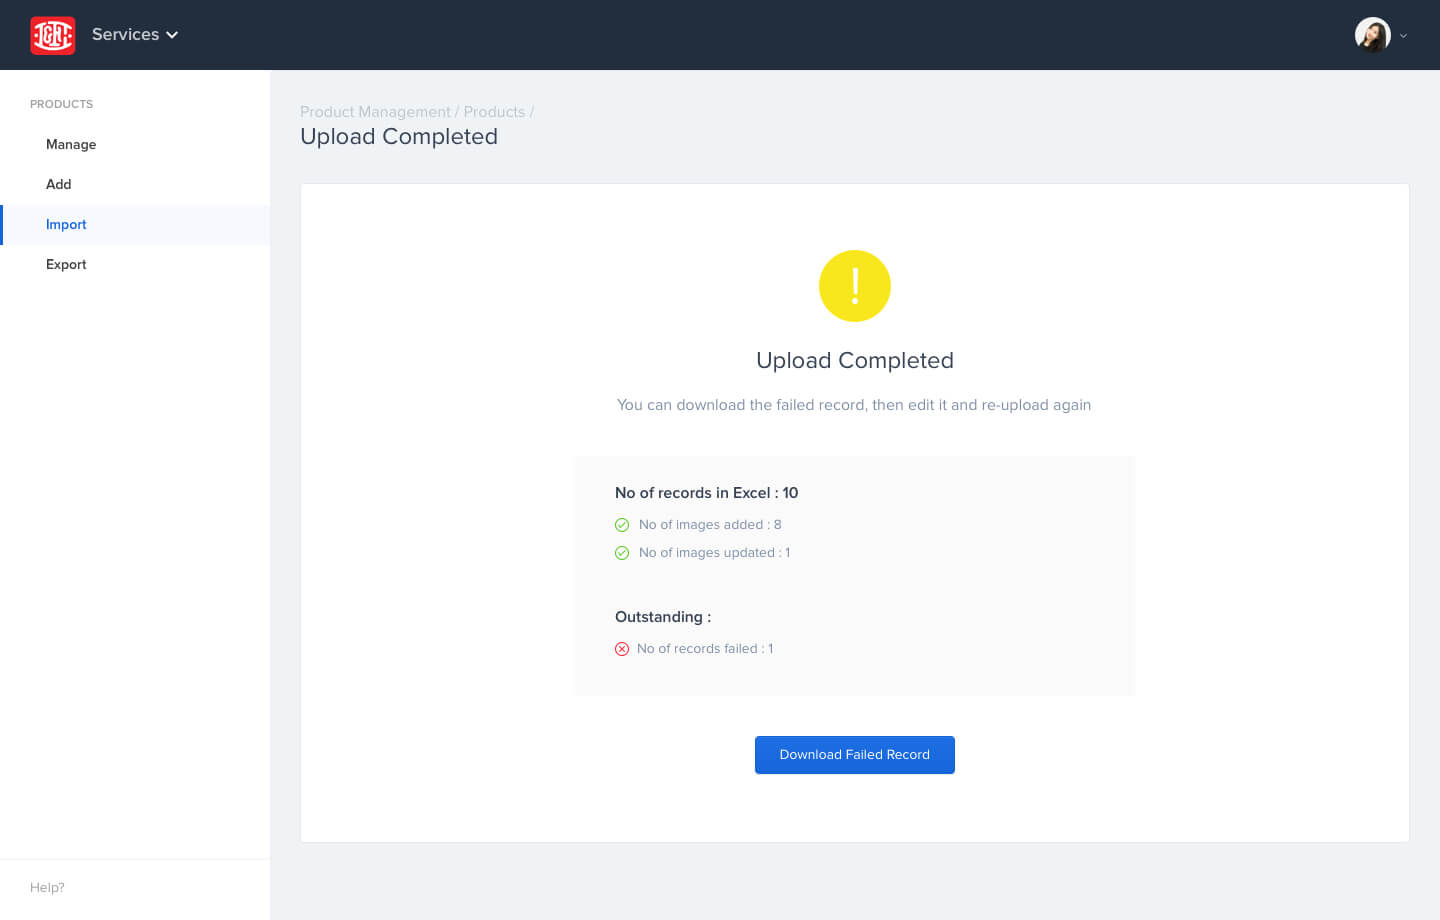 Services
PRODUCTS
Manage
Add
Import
Export
Help?
Product Management / Products /
Upload Completed
!
Upload Completed
You can download the failed record, then edit it and re-upload again
No of records in Excel : 10
No of images added : 8
No of images updated : 1
Outstanding :
No of records failed : 1
Download Failed Record